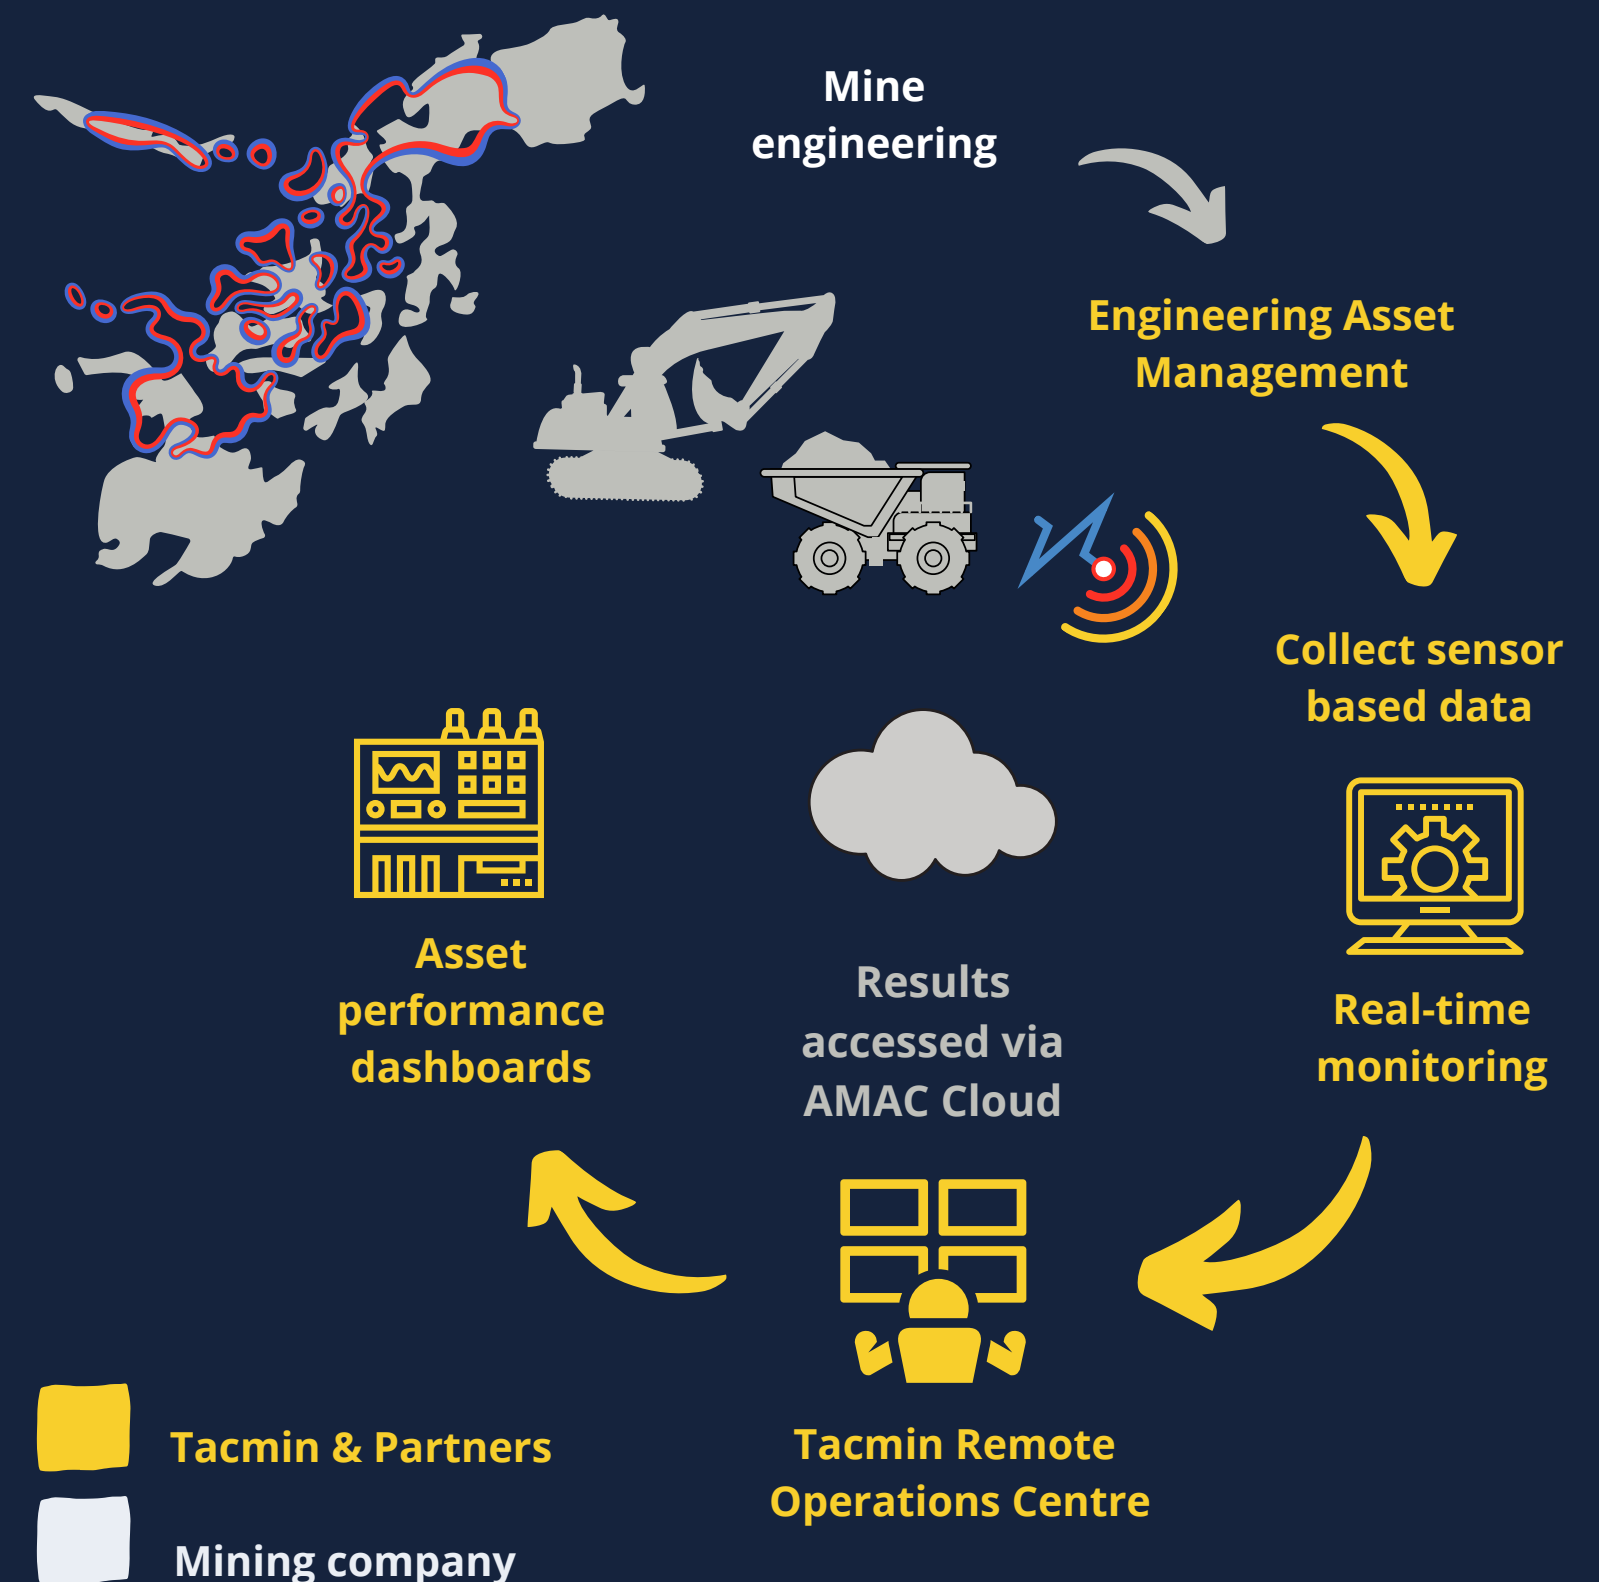 Mine
engineering
Engineering Asset
Management
Collect sensor
based data
Real-time
monitoring
Asset
performance
dashboards
Results
accessed via
AMAC Cloud
Tacmin Remote
Operations Centre
Tacmin & Partners
Mining company